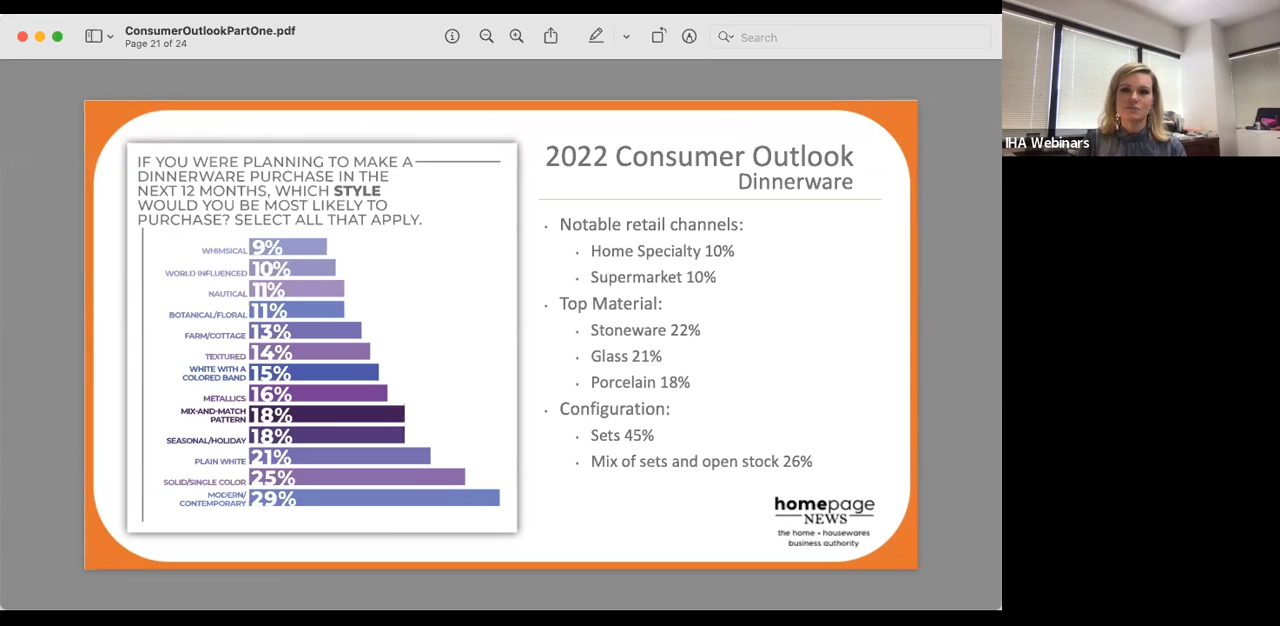 ConsumerOutlookPartOne.pdf
Page 21 of 24
Search
IHA Webinars
IF YOU WERE PLANNING TO MAKE A
DINNERWARE PURCHASE IN THE
NEXT 12 MONTHS, WHICH STYLE
WOULD YOU BE MOST LIKELY TO
PURCHASE? SELECT ALL THAT APPLY.
WHIMSICAL 9%
WORLD INFLUENCED 10%
NAUTICAL 11%
BOTANICAL/FLORAL 11%
FARM/COTTAGE 13%
TEXTURED 14%
WHITE WITH A
COLORED BAND 15%
METALLICS 16%
MIX-AND-MATCH
PATTERN 18%
SEASONAL/HOLIDAY 18%
PLAIN WHITE 21%
SOLID/SINGLE COLOR 25%
MODERN/
CONTEMPORARY 29%
2022 Consumer Outlook
Dinnerware
· Notable retail channels:
· Home Specialty 10%
· Supermarket 10%
· Top Material:
· Stoneware 22%
· Glass 21%
· Porcelain 18%
· Configuration:
· Sets 45%
· Mix of sets and open stock 26%
homepage
NEWS
the home + housewares
business authority